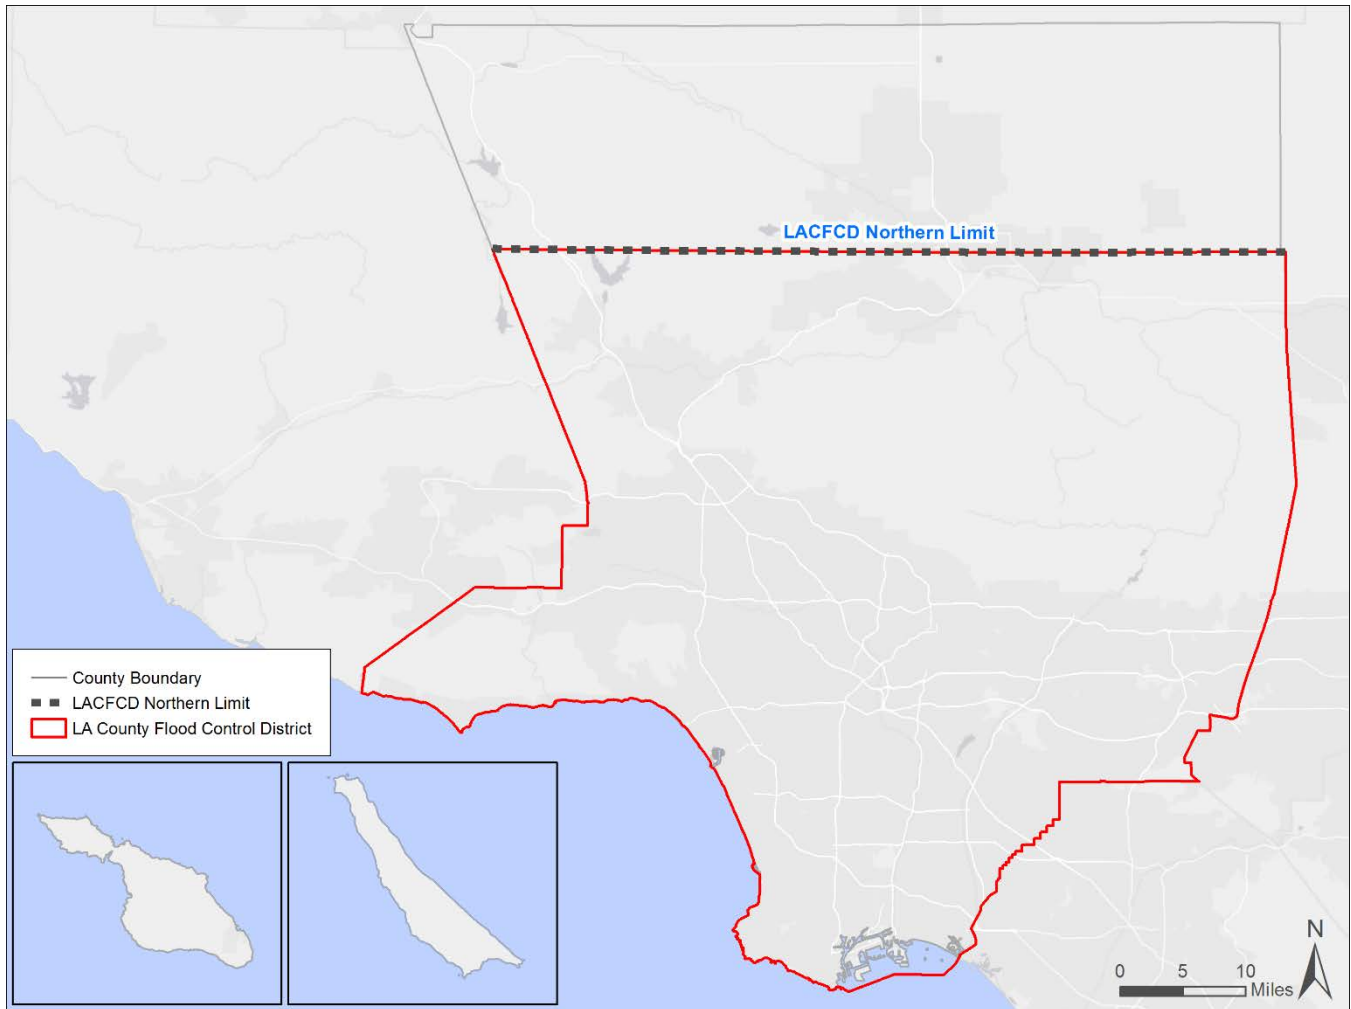 LACFCD Northern Limit
County Boundary
LACFCD Northern Limit
LA County Flood Control District
N
0 5 10
Miles